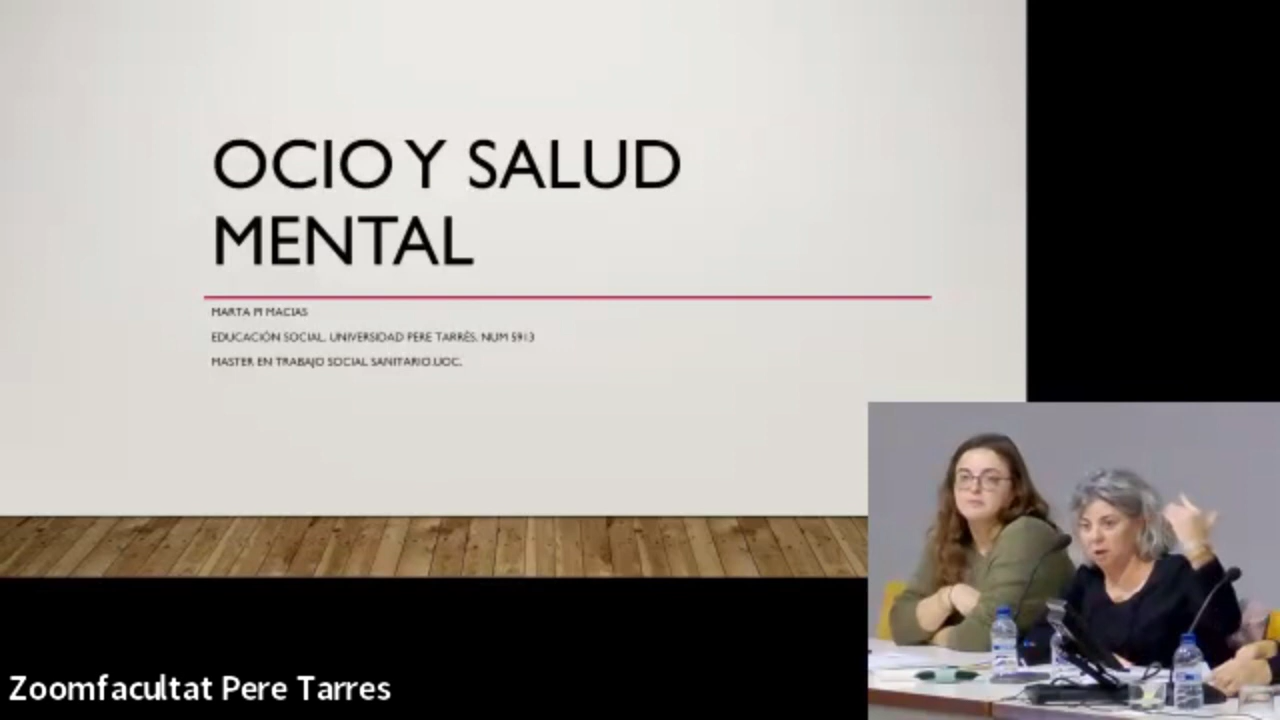 OCIO Y SALUD
MENTAL
MARTA PI MACIAS
EDUCACIÓN SOCIAL. UNIVERSIDAD PERE TARRÉS. NUM 5913
MASTER EN TRABAJO SOCIAL SANITARIO.UOC.
Zoomfacultat Pere Tarres